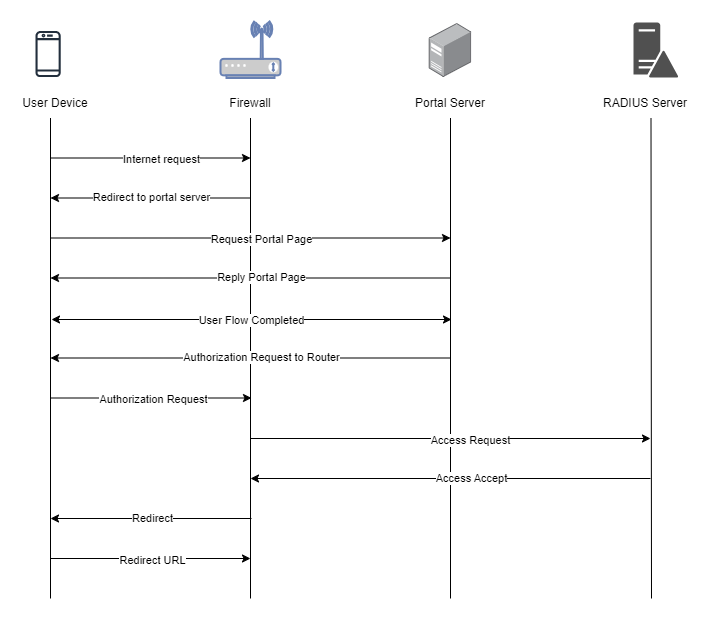 User Device
Firewall
Portal Server
RADIUS Server
Internet request
Redirect to portal server
Request Portal Page
Reply Portal Page
User Flow Completed
Authorization Request to Router
Authorization Request
Access Request
Access Accept
Redirect
Redirect URL